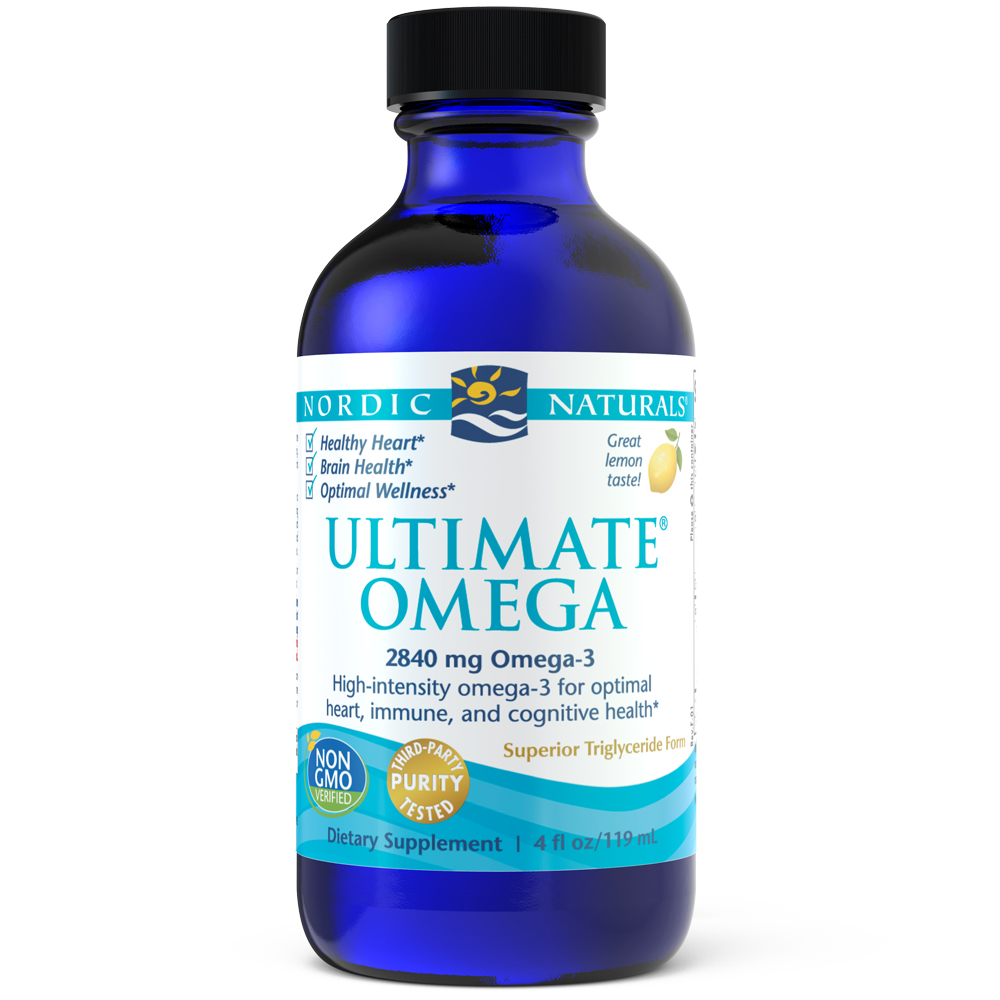 NORDIC NATURALS®
Healthy Heart*
Brain Health*
Optimal Wellness*
Great
lemon
taste!
ULTIMATE®
OMEGA
2840 mg Omega-3
High-intensity omega-3 for optimal
heart, immune, and cognitive health*
Superior Triglyceride Form
NON
GMO
VERIFIED
THIRD-PARTY
PURITY
TESTED
Dietary Supplement | 4 fl oz/119 mL